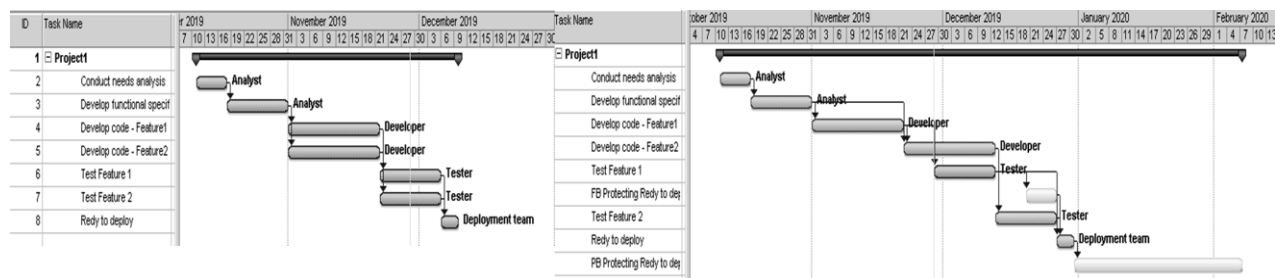 ID Task Name r 2019 November 2019 December 2019
7 10 13 16 19 22 25 28 31 3 6 9 12 15 18 21 24 27 30 3 6 9 12 15 18 21 24 27 30
1 Project1
2 Conduct needs analysis Analyst
3 Develop functional specif Analyst
4 Develop code - Feature1 Developer
5 Develop code - Feature2 Developer
6 Test Feature 1 Tester
7 Test Feature 2 Tester
8 Redy to deploy Deployment team
Task Name tober 2019 November 2019 December 2019 January 2020 February 2020
4 7 10 13 16 19 22 25 28 31 3 6 9 12 15 18 21 24 27 30 3 6 9 12 15 18 21 24 27 30 2 5 8 11 14 17 20 23 26 29 1 4 7 10 13
Project1
Conduct needs analysis Analyst
Develop functional specif Analyst
Develop code - Feature1 Developer
Develop code - Feature2 Developer
Test Feature 1 Tester
FB Protecting Redy to dep
Test Feature 2 Tester
Redy to deploy Deployment team
PB Protecting Redy to dep